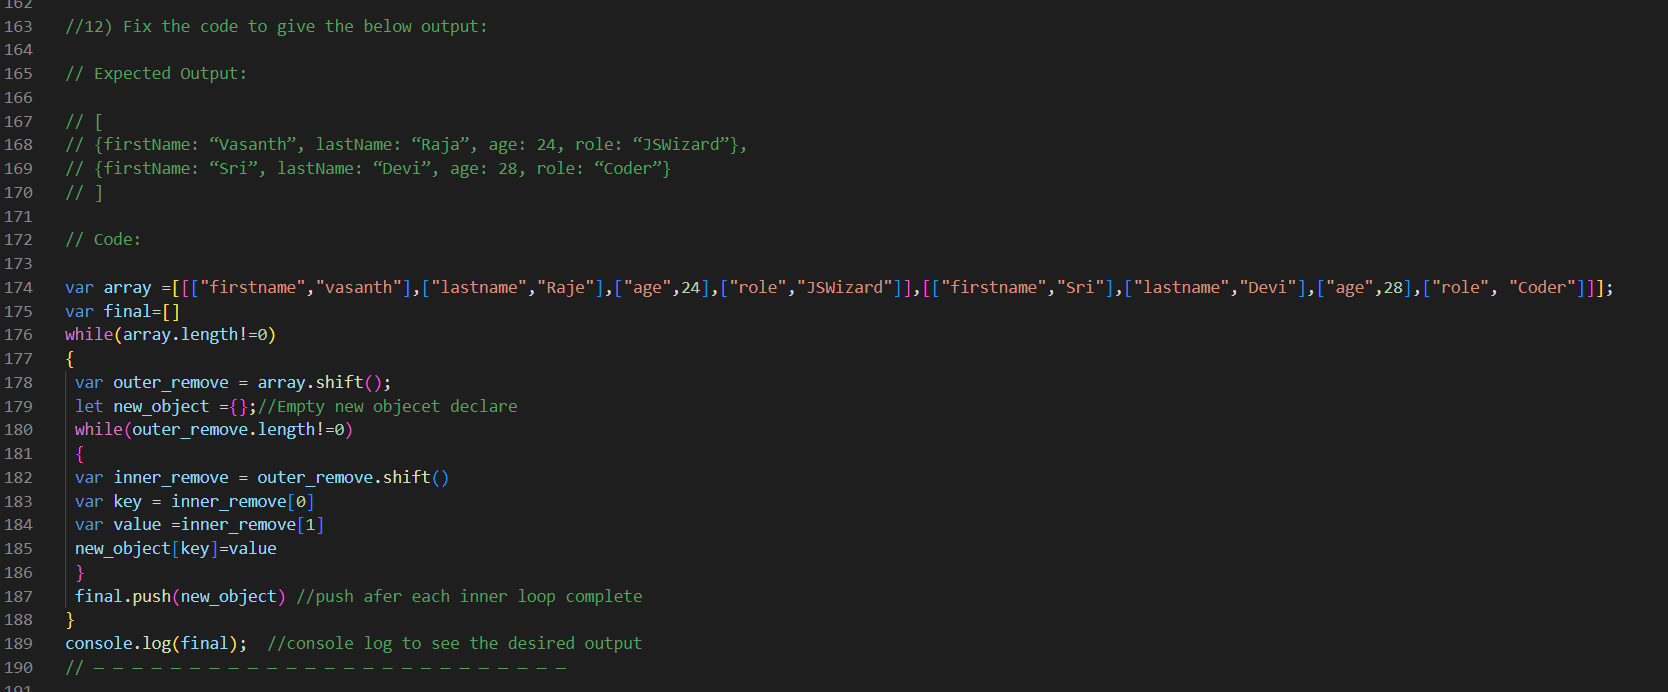 162
163 //12) Fix the code to give the below output:
164
165 // Expected Output:
166
167 // [
168 // {firstName: “Vasanth”, lastName: “Raja”, age: 24, role: “JSWizard”},
169 // {firstName: “Sri”, lastName: “Devi”, age: 28, role: “Coder”}
170 // ]
171
172 // Code:
173
174 var array =[[["firstname","vasanth"],["lastname","Raje"],["age",24],["role","JSWizard"]],[["firstname","Sri"],["lastname","Devi"],["age",28],["role", "Coder"]]];
175 var final=[]
176 while(array.length!=0)
177 {
178 var outer_remove = array.shift();
179 let new_object ={};//Empty new objecet declare
180 while(outer_remove.length!=0)
181 {
182 var inner_remove = outer_remove.shift()
183 var key = inner_remove[0]
184 var value =inner_remove[1]
185 new_object[key]=value
186 }
187 final.push(new_object) //push afer each inner loop complete
188 }
189 console.log(final);  //console log to see the desired output
190 // — — — — — — — — — — — — — — — — — — — — — — — — —
191